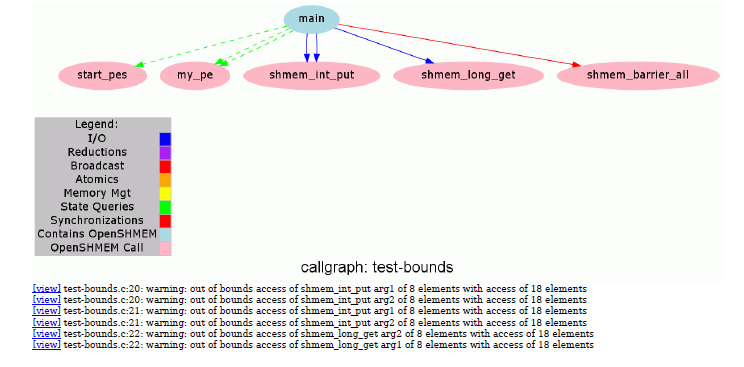 main
start_pes
my_pe
shmem_int_put
shmem_long_get
shmem_barrier_all
Legend:
I/O
Reductions
Broadcast
Atomics
Memory Mgt
State Queries
Synchronizations
Contains OpenSHMEM
OpenSHMEM Call
callgraph: test-bounds
[view] test-bounds.c:20: warning: out of bounds access of shmem_int_put arg1 of 8 elements with access of 18 elements
[view] test-bounds.c:20: warning: out of bounds access of shmem_int_put arg2 of 8 elements with access of 18 elements
[view] test-bounds.c:21: warning: out of bounds access of shmem_int_put arg1 of 8 elements with access of 18 elements
[view] test-bounds.c:21: warning: out of bounds access of shmem_int_put arg2 of 8 elements with access of 18 elements
[view] test-bounds.c:22: warning: out of bounds access of shmem_long_get arg2 of 8 elements with access of 18 elements
[view] test-bounds.c:22: warning: out of bounds access of shmem_long_get arg1 of 8 elements with access of 18 elements